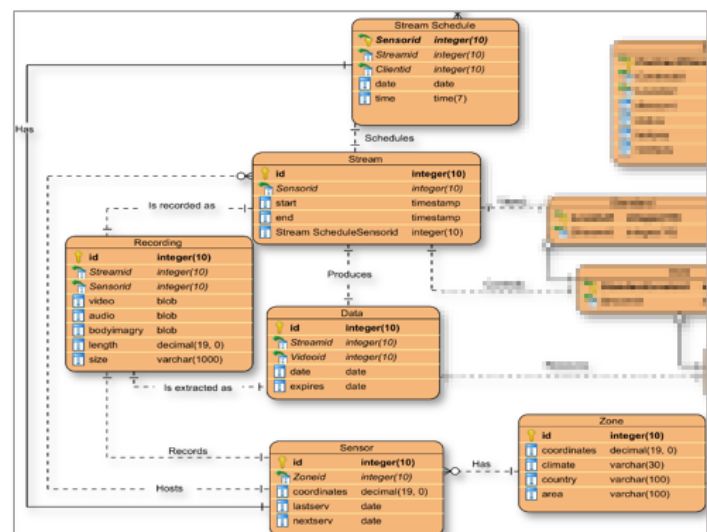 Stream Schedule
Sensorid integer(10)
Streamid integer(10)
Clientid integer(10)
date date
time time(7)
Has
Schedules
Stream
id integer(10)
Sensorid integer(10)
start timestamp
end timestamp
Stream ScheduleSensorid integer(10)
Is recorded as
Recording
id integer(10)
Streamid integer(10)
Sensorid integer(10)
video blob
audio blob
bodyimagry blob
length decimal(19, 0)
size varchar(1000)
Produces
Data
id integer(10)
Streamid integer(10)
Videoid integer(10)
date date
expires date
Is extracted as
Records
Hosts
Sensor
id integer(10)
Zoneid integer(10)
coordinates decimal(19, 0)
lastserv date
nextserv date
Has
Zone
id integer(10)
coordinates decimal(19, 0)
climate varchar(30)
country varchar(100)
area varchar(100)